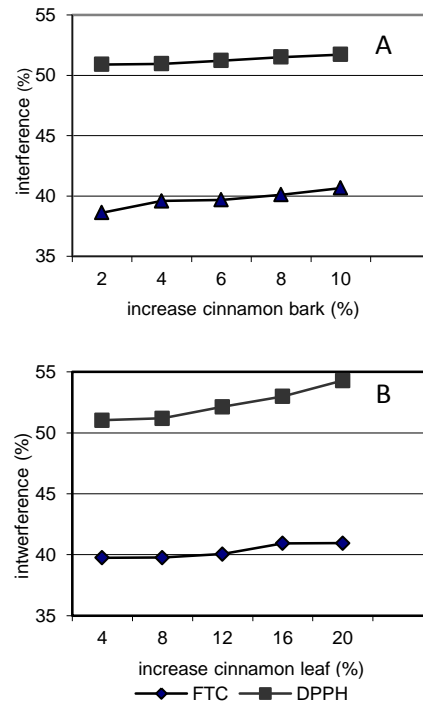 A
interference (%)
55
50
45
40
35
2 4 6 8 10
increase cinnamon bark (%)
B
intwerference (%)
55
50
45
40
35
4 8 12 16 20
increase cinnamon leaf (%)
FTC DPPH